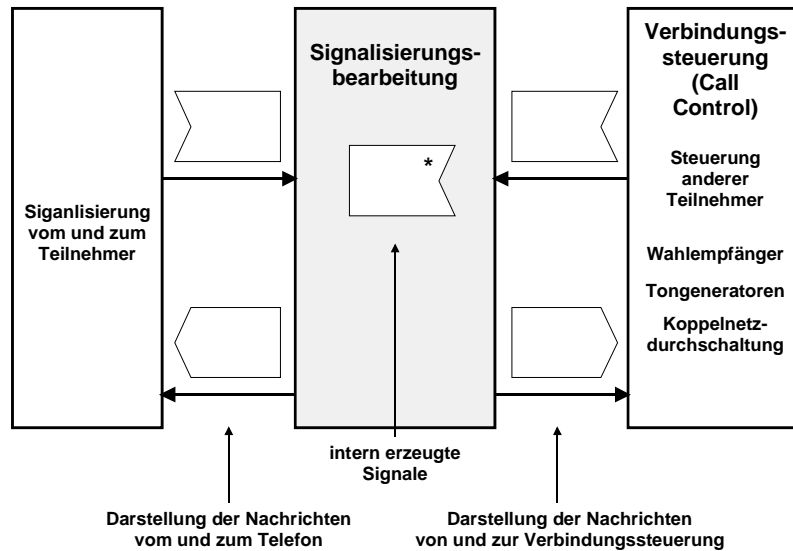 Siganlisierung
vom und zum
Teilnehmer
Signalisierungs-
bearbeitung
*
Verbindungs-
steuerung
(Call
Control)
Steuerung
anderer
Teilnehmer
Wahlempfänger
Tongeneratoren
Koppelnetz-
durchschaltung
intern erzeugte
Signale
Darstellung der Nachrichten
vom und zum Telefon
Darstellung der Nachrichten
von und zur Verbindungssteuerung